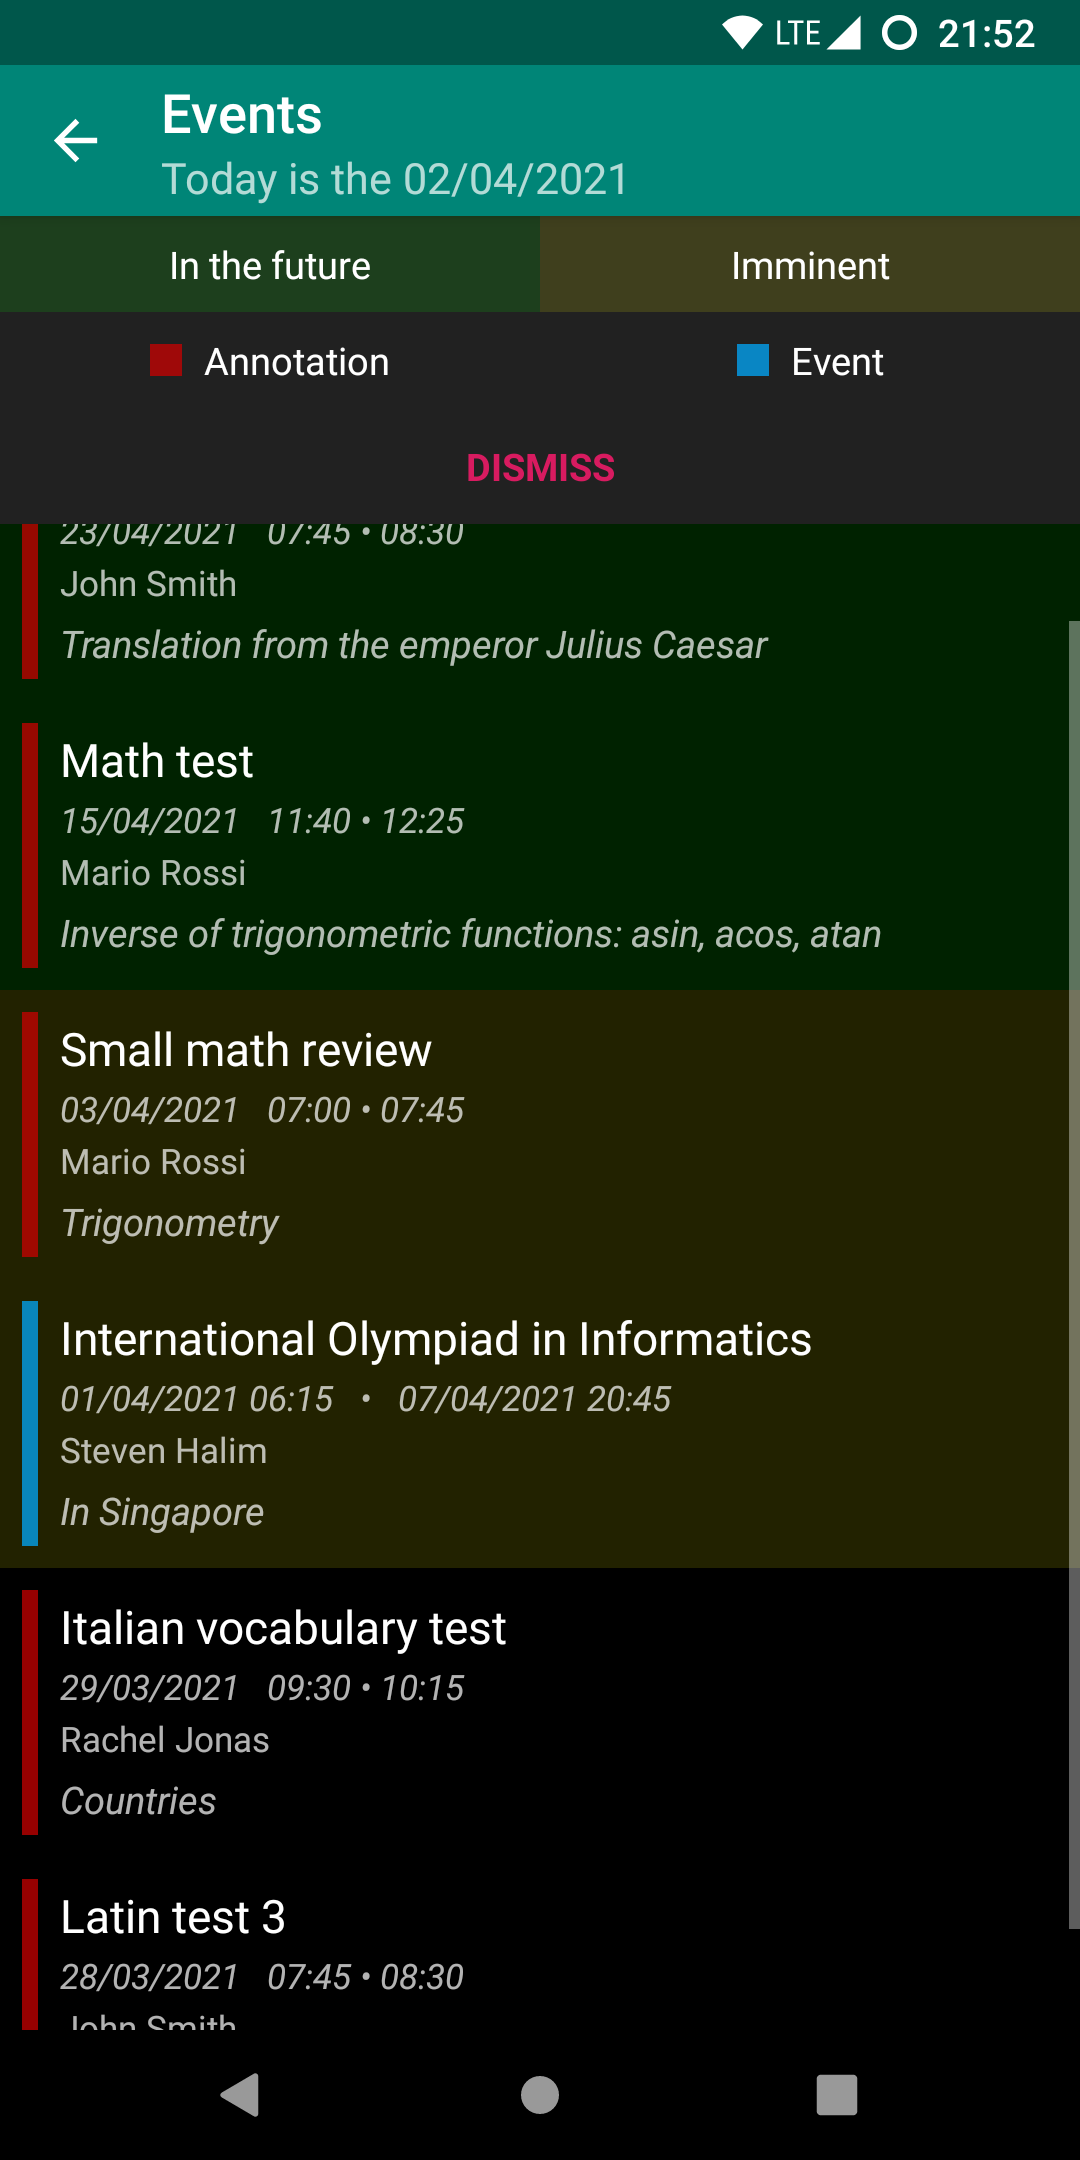 LTE 21:52
Events
Today is the 02/04/2021
In the future Imminent
Annotation Event
DISMISS
23/04/2021 07:45 • 08:30
John Smith
Translation from the emperor Julius Caesar
Math test
15/04/2021 11:40 • 12:25
Mario Rossi
Inverse of trigonometric functions: asin, acos, atan
Small math review
03/04/2021 07:00 • 07:45
Mario Rossi
Trigonometry
International Olympiad in Informatics
01/04/2021 06:15 • 07/04/2021 20:45
Steven Halim
In Singapore
Italian vocabulary test
29/03/2021 09:30 • 10:15
Rachel Jonas
Countries
Latin test 3
28/03/2021 07:45 • 08:30
John Smith